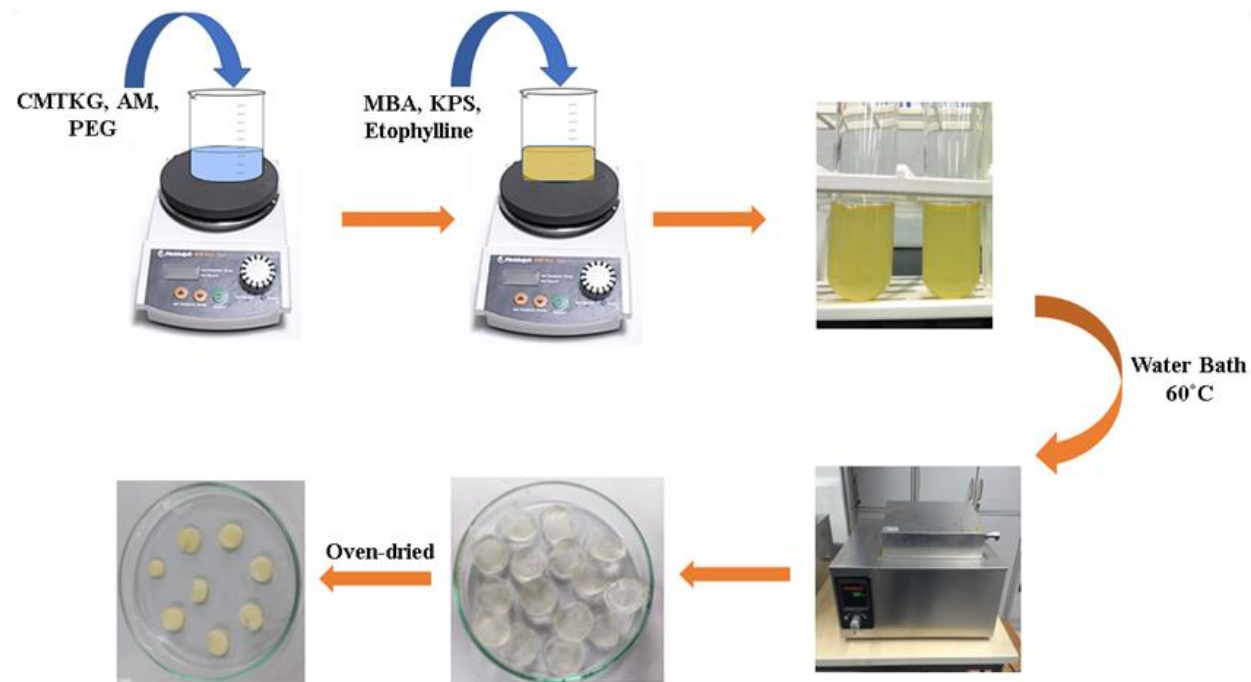 CMTKG, AM,
PEG
MBA, KPS,
Etophylline
Water Bath
60˚C
Oven-dried